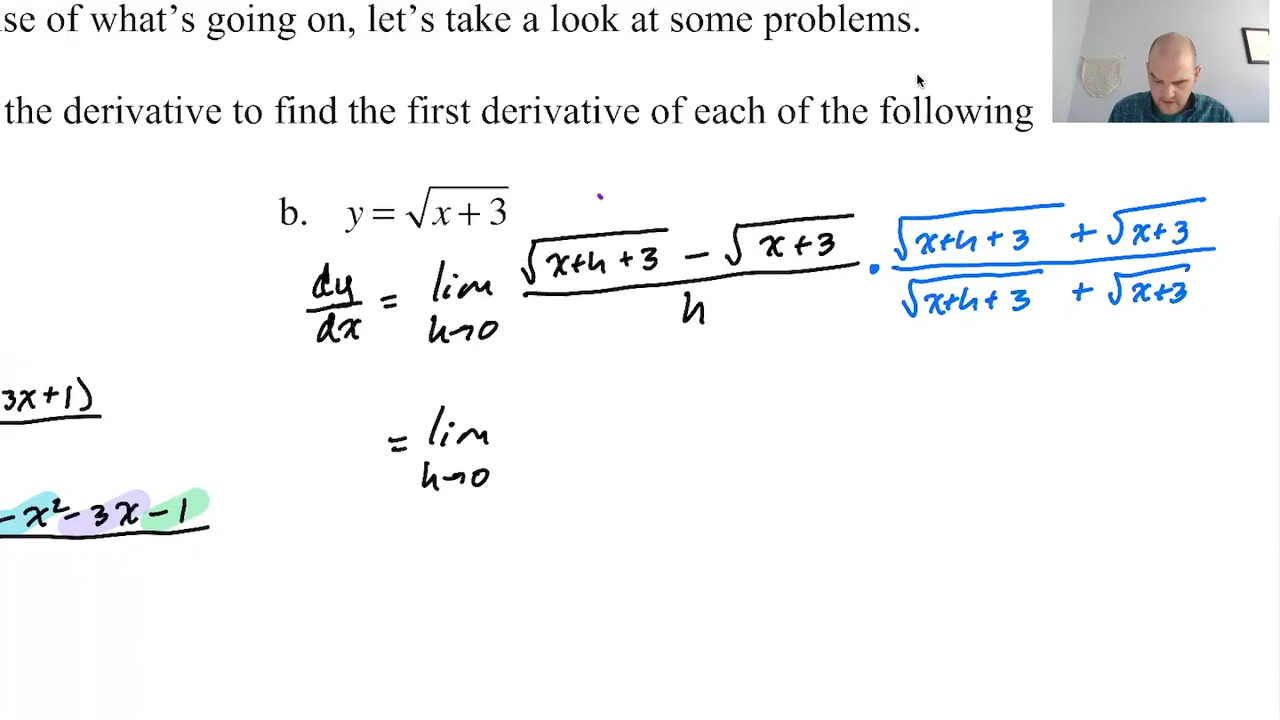 se of what's going on, let's take a look at some problems.
the derivative to find the first derivative of each of the following
b. y = √(x + 3)
dy/dx = lim h→0 (√(x+h+3) − √(x+3))/h · (√(x+h+3) + √(x+3))/(√(x+h+3) + √(x+3))
3x+1)
= lim h→0
− x² − 3x − 1